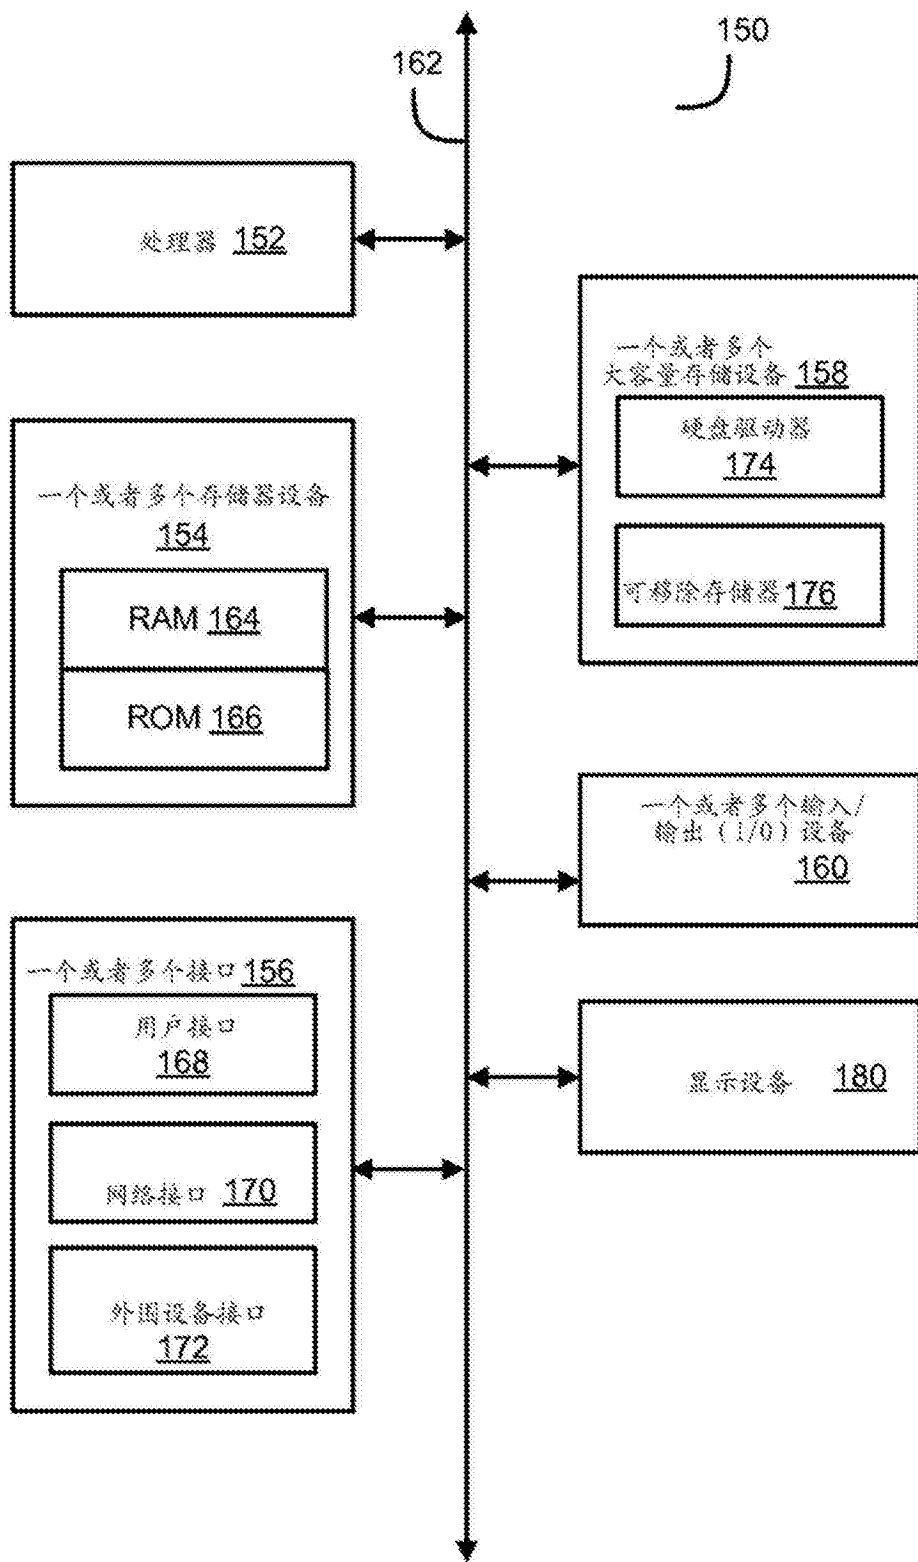 150
162
处理器 152
一个或者多个
大容量存储设备 158
硬盘驱动器
174
可移除存储器 176
一个或者多个存储器设备
154
RAM 164
ROM 166
一个或者多个输入/
输出(I/O)设备
160
一个或者多个接口 156
用户接口
168
网络接口 170
外围设备接口
172
显示设备 180